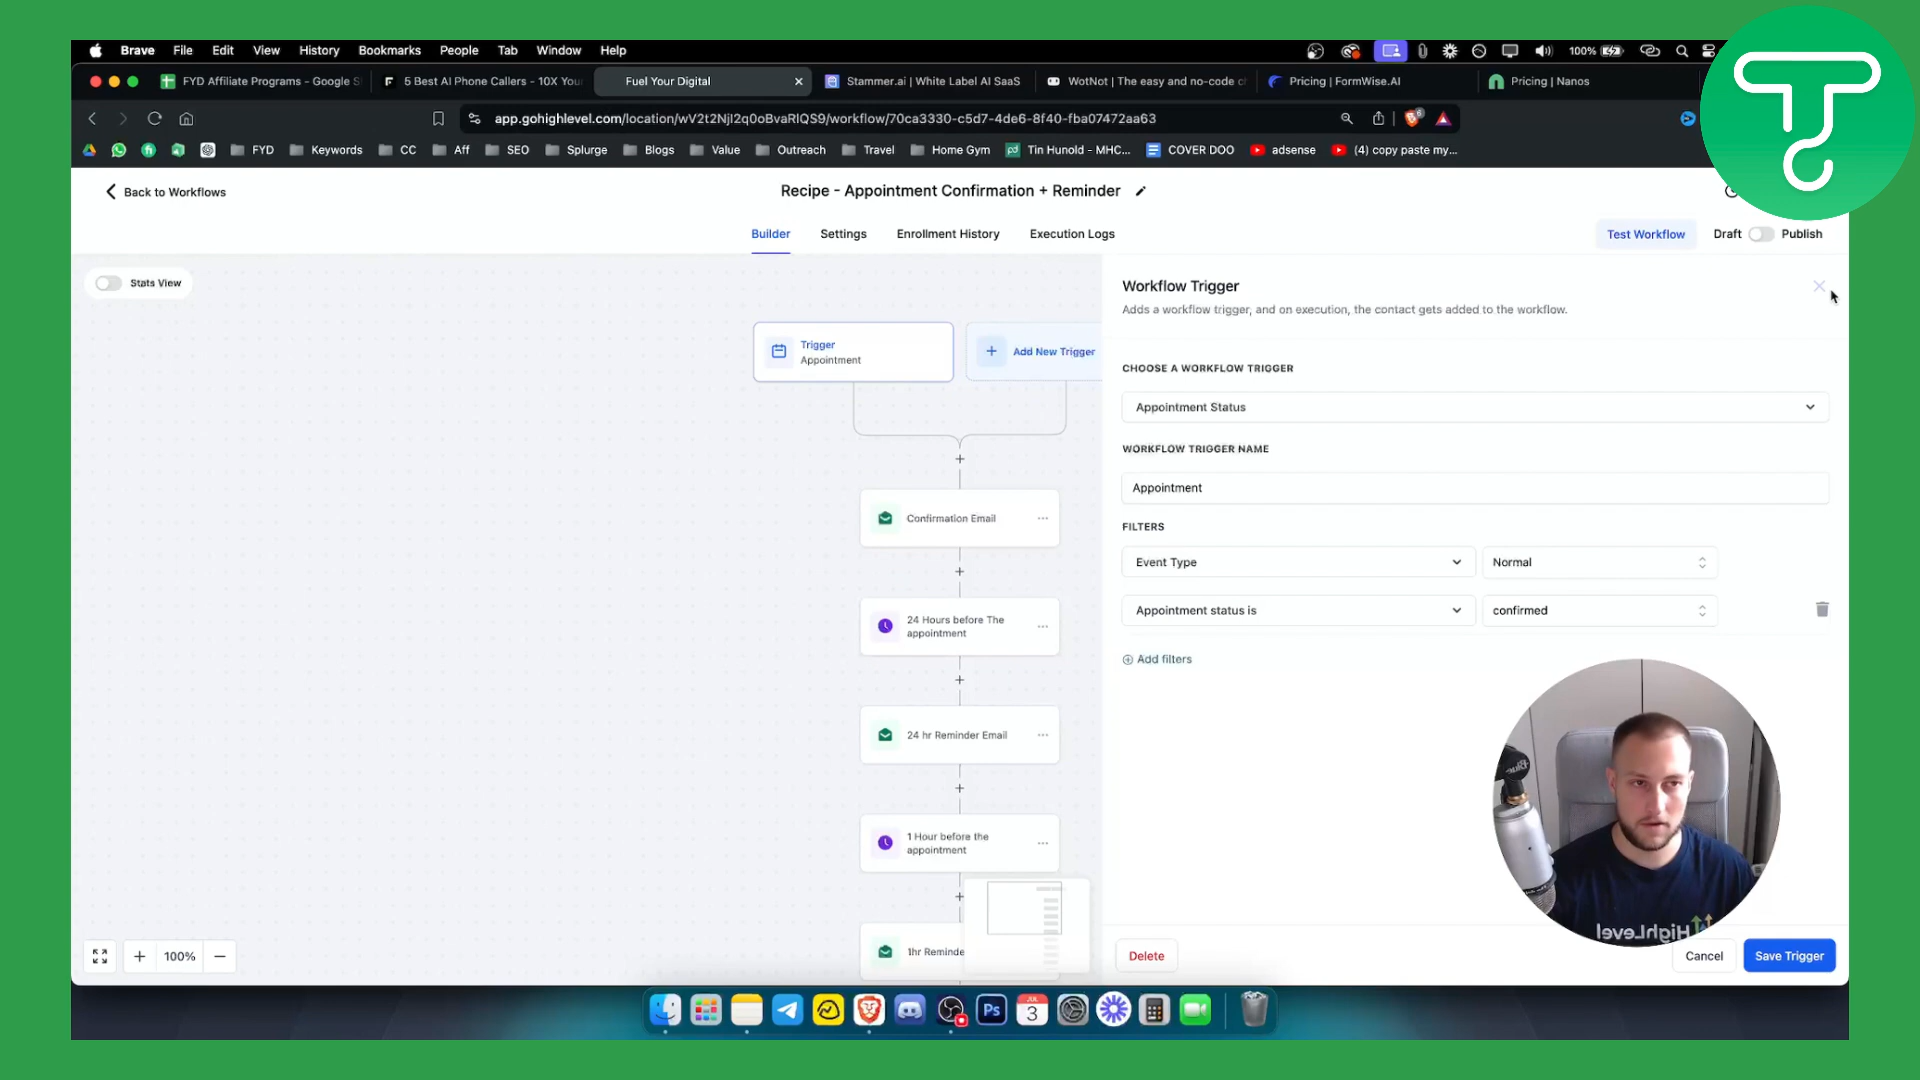 Brave File Edit View History Bookmarks People Tab Window Help 100%
FYD Affiliate Programs - Google S
5 Best AI Phone Callers - 10X You
Fuel Your Digital
Stammer.ai | White Label AI SaaS
WotNot | The easy and no-code c
Pricing | FormWise.AI
Pricing | Nanos
app.gohighlevel.com/location/wV2t2NjI2q0oBvaRIQS9/workflow/70ca3330-c5d7-4de6-8f40-fba07472aa63
FYD Keywords CC Aff SEO Splurge Blogs Value Outreach Travel Home Gym Tin Hunold - MHC... COVER DOO adsense (4) copy paste my...
Back to Workflows
Recipe - Appointment Confirmation + Reminder
Builder Settings Enrollment History Execution Logs
Test Workflow Draft Publish
Stats View
Trigger
Appointment
Add New Trigger
Confirmation Email
24 Hours before The
appointment
24 hr Reminder Email
1 Hour before the
appointment
1hr Reminde
100%
Workflow Trigger
Adds a workflow trigger, and on execution, the contact gets added to the workflow.
CHOOSE A WORKFLOW TRIGGER
Appointment Status
WORKFLOW TRIGGER NAME
Appointment
FILTERS
Event Type Normal
Appointment status is confirmed
Add filters
Blue
HighLevel
Delete Cancel Save Trigger
JUL
3
Ps